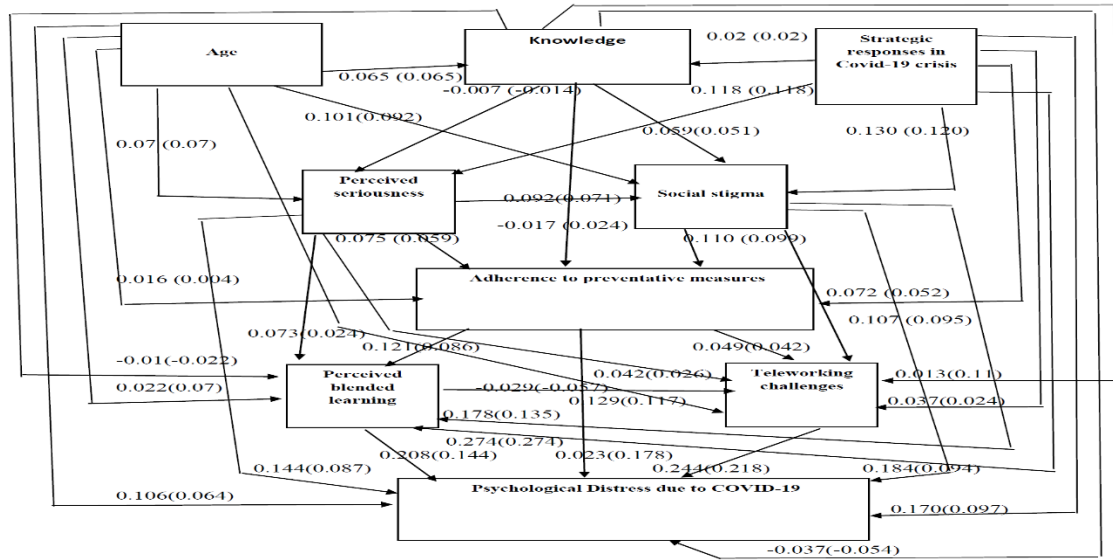 Age
Knowledge
Strategic
responses in
Covid-19 crisis
0.02 (0.02)
0.065 (0.065)
-0.007 (-0.014)
0.118 (0.118)
0.101(0.092)
0.059(0.051)
0.130 (0.120)
0.07 (0.07)
Perceived
seriousness
Social stigma
0.092(0.071)
-0.017 (0.024)
0.075 (0.059)
0.110 (0.099)
Adherence to preventative measures
0.016 (0.004)
0.072 (0.052)
0.107 (0.095)
0.073(0.024)
0.121(0.086)
0.049(0.042)
-0.01(-0.022)
Perceived
blended
learning
0.042(0.026)
Teleworking
challenges
0.013(0.11)
0.022(0.07)
-0.029(-0.057)
0.129(0.117)
0.037(0.024)
0.178(0.135)
0.274(0.274)
0.208(0.144)
0.023(0.178)
0.144(0.087)
0.244(0.218)
0.184(0.094)
Psychological Distress due to COVID-19
0.106(0.064)
0.170(0.097)
-0.037(-0.054)